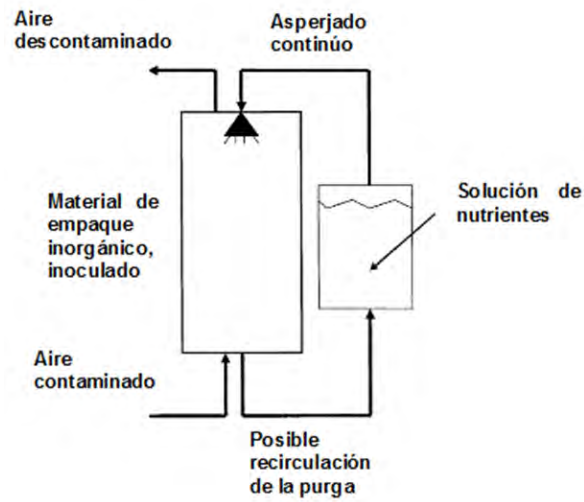 Aire
descontaminado
Asperjado
continúo
Material de
empaque
inorgánico,
inoculado
Solución de
nutrientes
Aire
contaminado
Posible
recirculación
de la purga